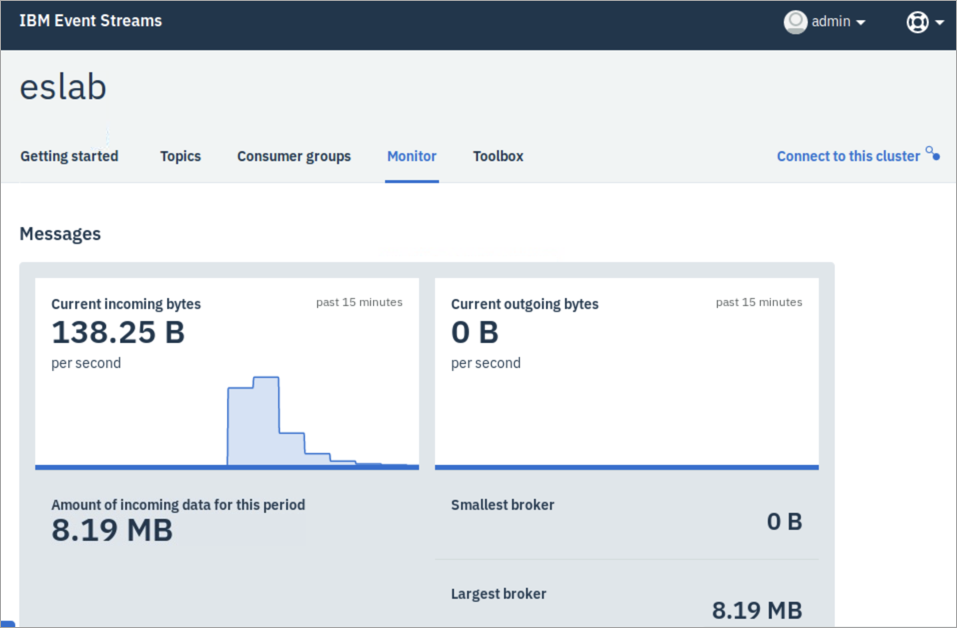 IBM Event Streams
admin
eslab
Getting started
Topics
Consumer groups
Monitor
Toolbox
Connect to this cluster
Messages
Current incoming bytes
past 15 minutes
138.25 B
per second
Current outgoing bytes
past 15 minutes
0 B
per second
Amount of incoming data for this period
8.19 MB
Smallest broker
0 B
Largest broker
8.19 MB